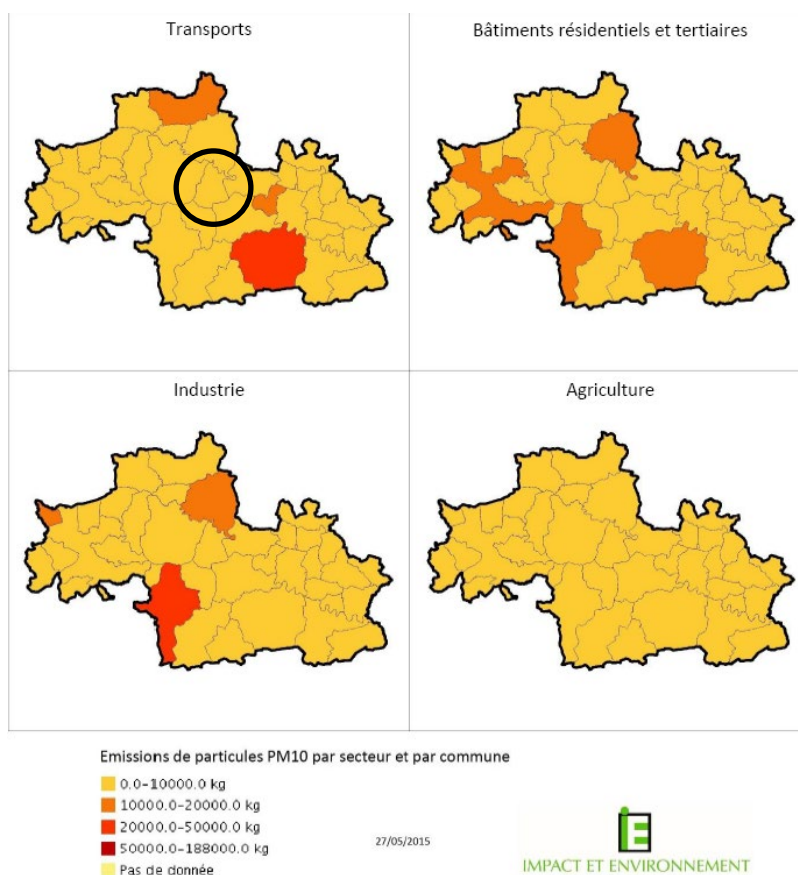 Transports
Bâtiments résidentiels et tertiaires
Industrie
Agriculture
Emissions de particules PM10 par secteur et par commune
0.0-10000.0 kg
10000.0-20000.0 kg
20000.0-50000.0 kg
50000.0-188000.0 kg
Pas de donnée
27/05/2015
iE
IMPACT ET ENVIRONNEMENT